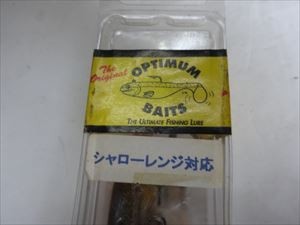 The Original
OPTIMUM
BAITS
THE ULTIMATE FISHING LURE
シャローレンジ対応